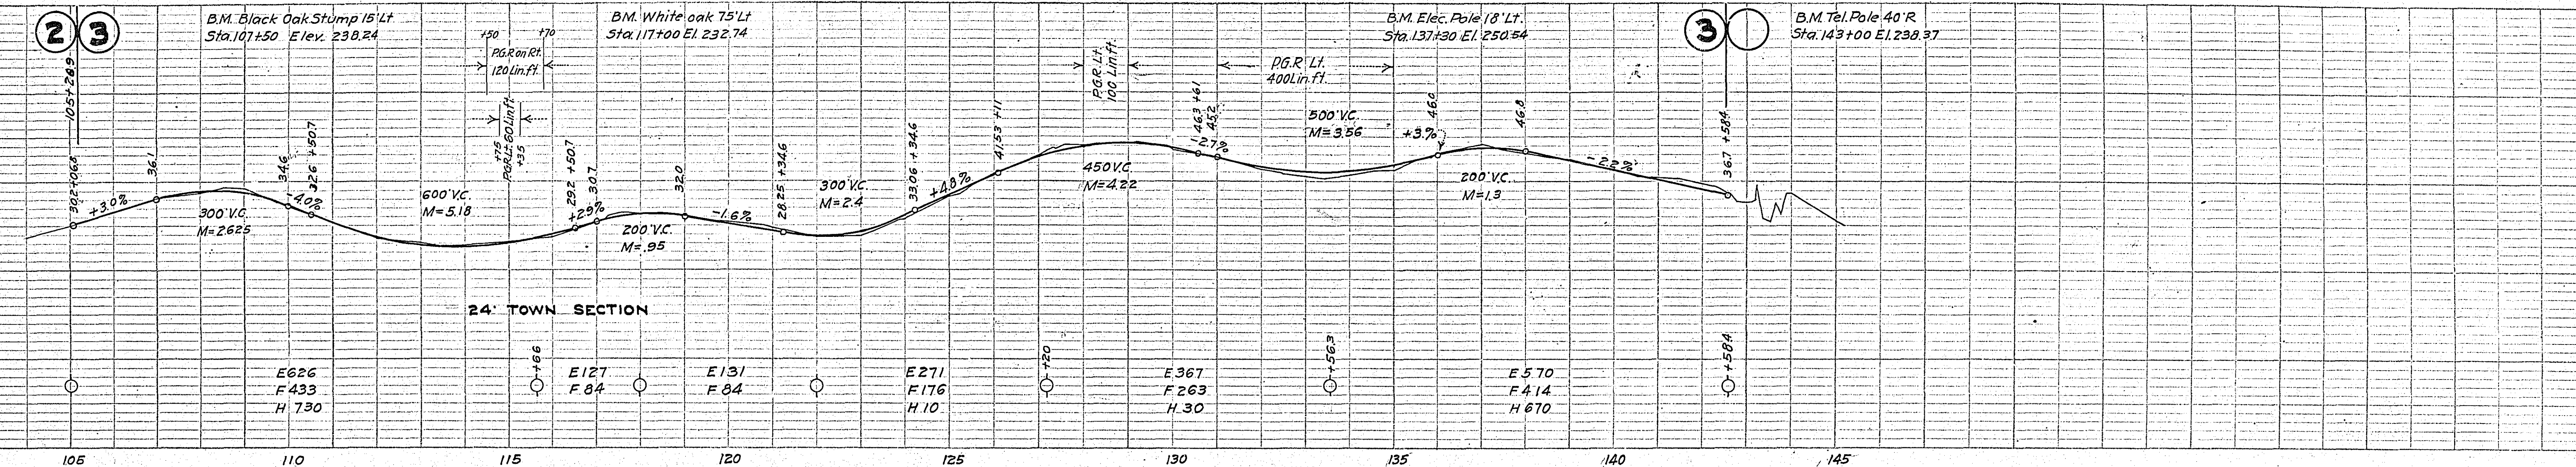 2 3
B.M. Black Oak Stump 15' Lt
Sta. 107+50 Elev. 238.24
B.M. White oak 75' Lt
Sta. 117+00 El. 232.74
B.M. Elec. Pole 18' Lt.
Sta. 137+30 El. 250.54
3
B.M. Tel. Pole 40' R
Sta. 143+00 El. 238.37
+50 +70
P.G.R on Rt.
120 Lin. ft.
P.G.R. Lt.
100 Lin. ft.
P.G.R. Lt.
400 Lin. ft.
105+28.9
+75
P.G.R Lt. 60 Lin ft.
+35
30.2 +06.8
+3.0%
36.1
300' V.C.
M=2.625
34.6
-4.0%
32.6 +50.7
600' V.C.
M=5.18
29.2 +50.7
+2.9%
30.7
200' V.C.
M=.95
32.0
-1.6%
28.25 +34.6
300' V.C.
M=2.4
33.06 +34.6
+4.8%
41.53 +11
450 V.C.
M=4.22
46.3 +61
-2.7%
45.2
500' V.C.
M=3.56
+3.%
46.0
46.8
200' V.C.
M=1.3
-2.2%
36.7 +58.4
24' TOWN SECTION
+66
+20
+56.3
+58.4
E 626
F 433
H 730
E 127
F 84
E 131
F 84
E 271
F 176
H 10
E 367
F 263
H 30
E 570
F 414
H 670
105 110 115 120 125 130 135 140 145